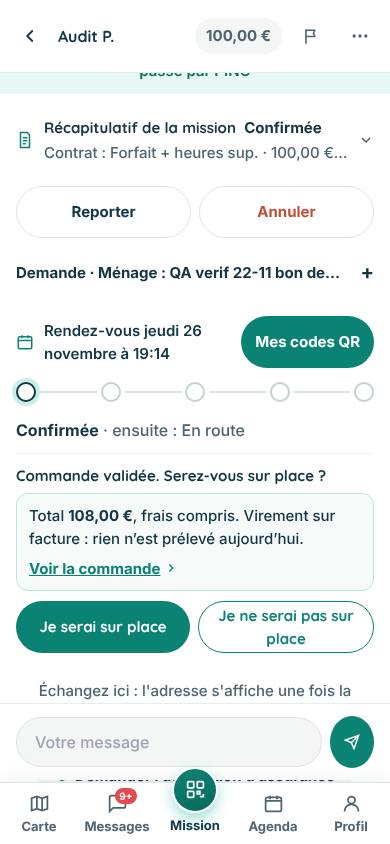 Audit P.
100,00 €
Récapitulatif de la mission Confirmée
Contrat : Forfait + heures sup. · 100,00 €...
Reporter
Annuler
Demande · Ménage : QA verif 22-11 bon de...
+
Rendez-vous jeudi 26
novembre à 19:14
Mes codes QR
Confirmée · ensuite : En route
Commande validée. Serez-vous sur place ?
Total 108,00 €, frais compris. Virement sur
facture : rien n'est prélevé aujourd'hui.
Voir la commande
Je serai sur place
Je ne serai pas sur
place
Échangez ici : l'adresse s'affiche une fois la
Votre message
9+
Carte
Messages
Mission
Agenda
Profil